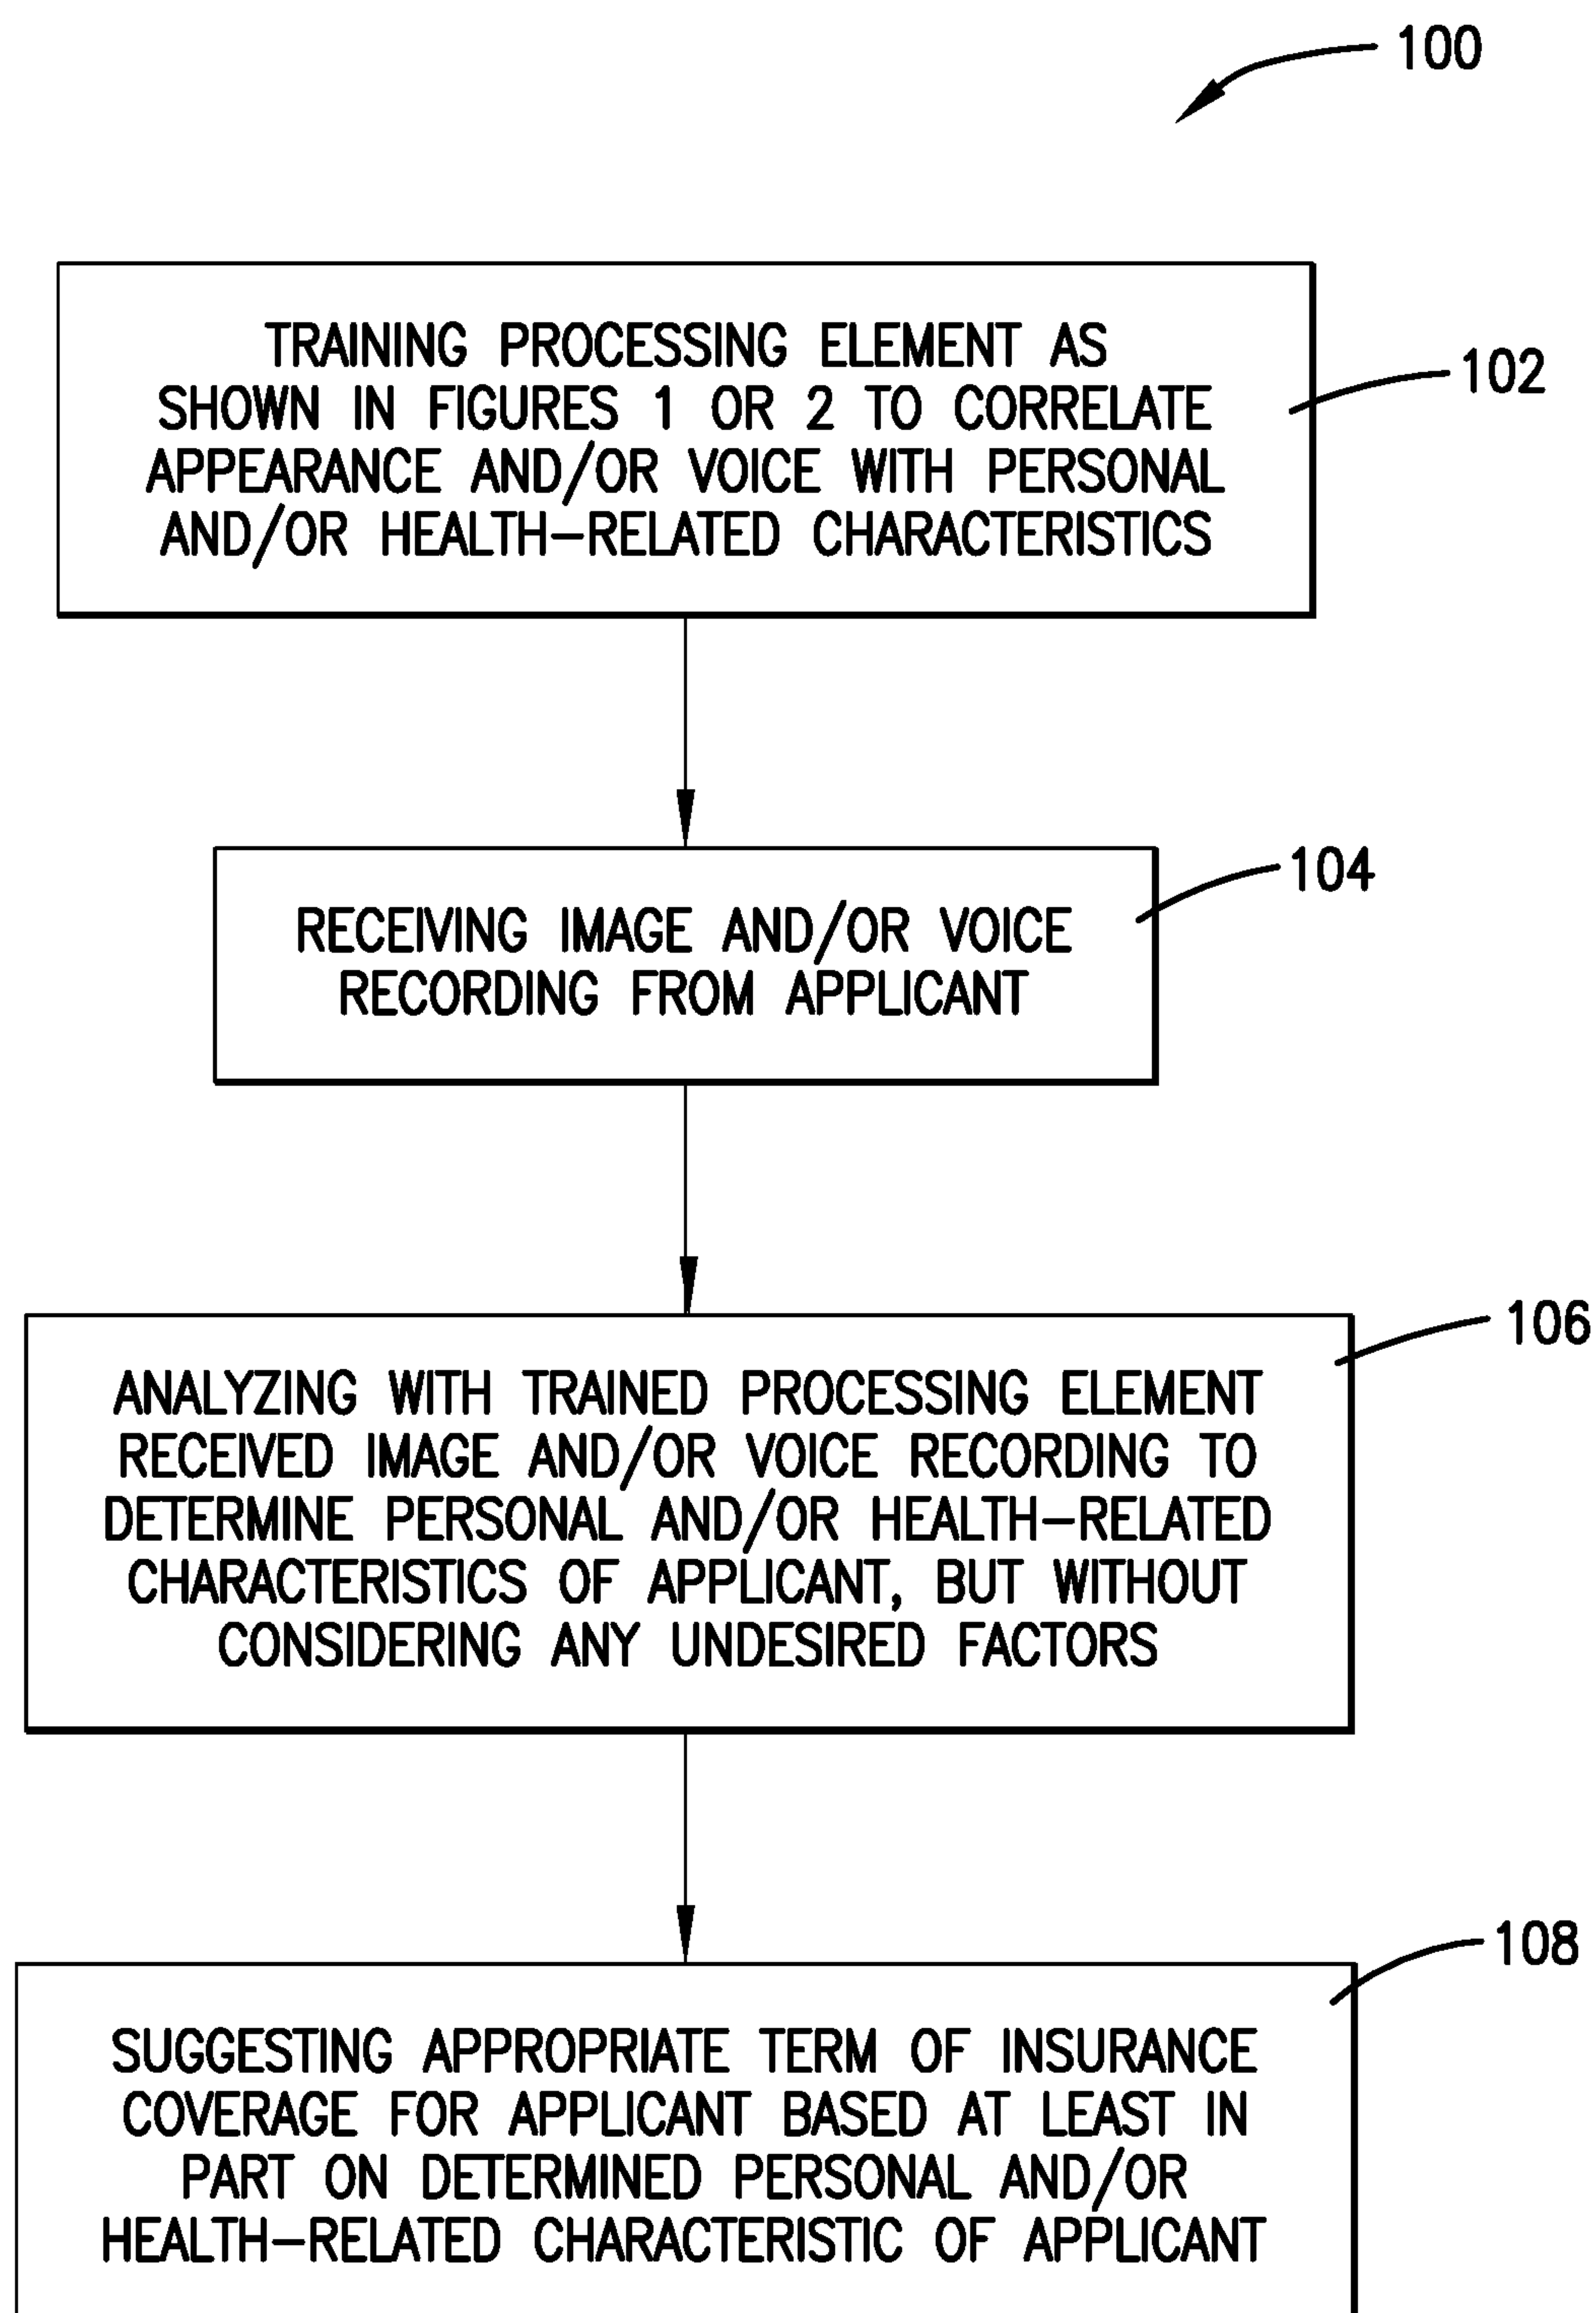 100
TRAINING PROCESSING ELEMENT AS
SHOWN IN FIGURES 1 OR 2 TO CORRELATE
APPEARANCE AND/OR VOICE WITH PERSONAL
AND/OR HEALTH-RELATED CHARACTERISTICS
102
RECEIVING IMAGE AND/OR VOICE
RECORDING FROM APPLICANT
104
ANALYZING WITH TRAINED PROCESSING ELEMENT
RECEIVED IMAGE AND/OR VOICE RECORDING TO
DETERMINE PERSONAL AND/OR HEALTH-RELATED
CHARACTERISTICS OF APPLICANT, BUT WITHOUT
CONSIDERING ANY UNDESIRED FACTORS
106
SUGGESTING APPROPRIATE TERM OF INSURANCE
COVERAGE FOR APPLICANT BASED AT LEAST IN
PART ON DETERMINED PERSONAL AND/OR
HEALTH-RELATED CHARACTERISTIC OF APPLICANT
108